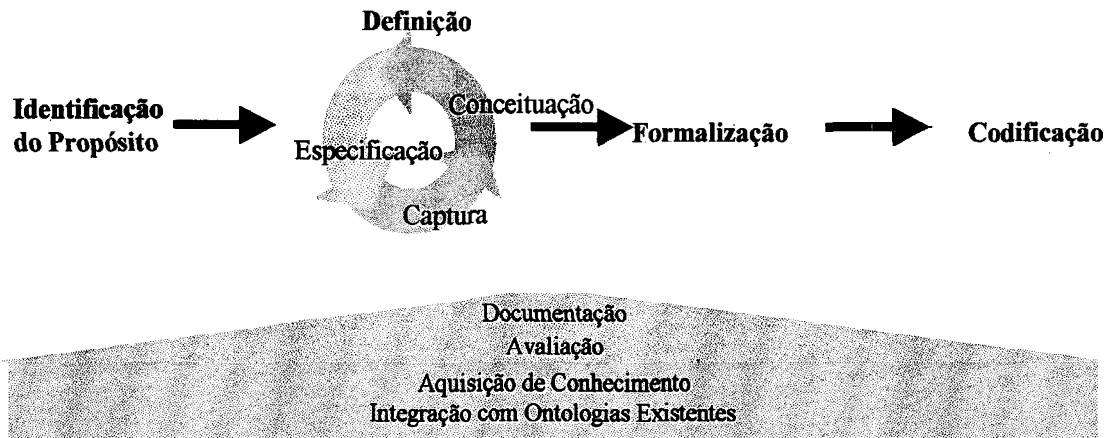 Definição
Identificação
do Propósito
Conceituação
Especificação
Captura
Formalização
Codificação
Documentação
Avaliação
Aquisição de Conhecimento
Integração com Ontologias Existentes